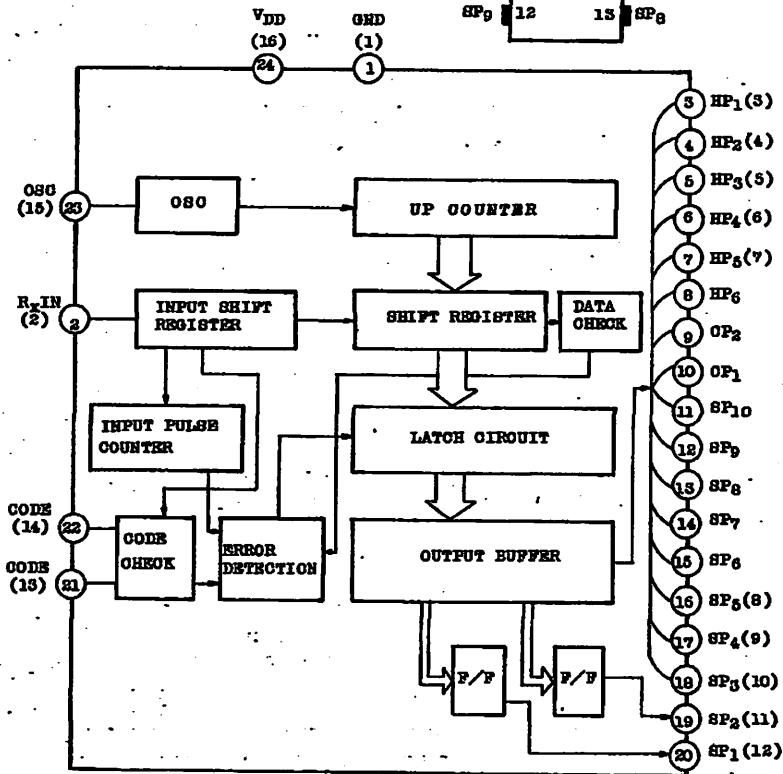 SP9 12 13 SP8
VDD
(16)
GND
(1)
24
1
OSC
(15)
23
OSC
UP COUNTER
RXIN
(2)
2
INPUT SHIFT
REGISTER
SHIFT REGISTER
DATA
CHECK
INPUT PULSE
COUNTER
LATCH CIRCUIT
CODE
(14)
22
CODE
(13)
21
CODE
CHECK
ERROR
DETECTION
OUTPUT BUFFER
F/F
F/F
3 HP1(3)
4 HP2(4)
5 HP3(5)
6 HP4(6)
7 HP5(7)
8 HP6
9 CP2
10 CP1
11 SP10
12 SP9
13 SP8
14 SP7
15 SP6
16 SP5(8)
17 SP4(9)
18 SP3(10)
19 SP2(11)
20 SP1(12)